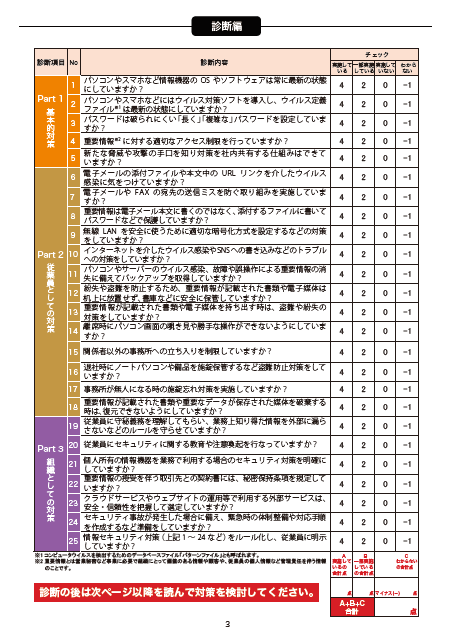 診断編
診断項目 No 診断内容 チェック
実施して 一部実施 実施して わから
いる している いない ない
Part 1
基本的対策
1 パソコンやスマホなど情報機器の OS やソフトウェアは常に最新の状態
にしていますか？ 4 2 0 −1
2 パソコンやスマホなどにはウイルス対策ソフトを導入し、ウイルス定義
ファイル※1 は最新の状態にしていますか？ 4 2 0 −1
3 パスワードは破られにくい「長く」「複雑な」パスワードを設定していま
すか？ 4 2 0 −1
4 重要情報※2 に対する適切なアクセス制限を行っていますか？ 4 2 0 −1
5 新たな脅威や攻撃の手口を知り対策を社内共有する仕組みはできて
いますか？ 4 2 0 −1
Part 2
従業員としての対策
6 電子メールの添付ファイルや本文中の URL リンクを介したウイルス
感染に気をつけていますか？ 4 2 0 −1
7 電子メールや FAX の宛先の送信ミスを防ぐ取り組みを実施していま
すか？ 4 2 0 −1
8 重要情報は電子メール本文に書くのではなく、添付するファイルに書いて
パスワードなどで保護していますか？ 4 2 0 −1
9 無線 LAN を安全に使うために適切な暗号化方式を設定するなどの対策
をしていますか？ 4 2 0 −1
10 インターネットを介したウイルス感染やSNSへの書き込みなどのトラブル
への対策をしていますか？ 4 2 0 −1
11 パソコンやサーバーのウイルス感染、故障や誤操作による重要情報の消
失に備えてバックアップを取得していますか？ 4 2 0 −1
12 紛失や盗難を防止するため、重要情報が記載された書類や電子媒体は
机上に放置せず、書庫などに安全に保管していますか？ 4 2 0 −1
13 重要情報が記載された書類や電子媒体を持ち出す時は、盗難や紛失の
対策をしていますか？ 4 2 0 −1
14 離席時にパソコン画面の覗き見や勝手な操作ができないようにしていま
すか？ 4 2 0 −1
15 関係者以外の事務所への立ち入りを制限していますか？ 4 2 0 −1
16 退社時にノートパソコンや備品を施錠保管するなど盗難防止対策をして
いますか？ 4 2 0 −1
17 事務所が無人になる時の施錠忘れ対策を実施していますか？ 4 2 0 −1
18 重要情報が記載された書類や重要なデータが保存された媒体を破棄する
時は、復元できないようにしていますか？ 4 2 0 −1
Part 3
組織としての対策
19 従業員に守秘義務を理解してもらい、業務上知り得た情報を外部に漏ら
さないなどのルールを守らせていますか？ 4 2 0 −1
20 従業員にセキュリティに関する教育や注意喚起を行なっていますか？ 4 2 0 −1
21 個人所有の情報機器を業務で利用する場合のセキュリティ対策を明確に
していますか？ 4 2 0 −1
22 重要情報の授受を伴う取引先との契約書には、秘密保持条項を規定して
いますか？ 4 2 0 −1
23 クラウドサービスやウェブサイトの運用等で利用する外部サービスは、
安全・信頼性を把握して選定していますか？ 4 2 0 −1
24 セキュリティ事故が発生した場合に備え、緊急時の体制整備や対応手順
を作成するなど準備をしていますか？ 4 2 0 −1
25 情報セキュリティ対策（上記 1 ～ 24 など）をルール化し、従業員に明示
していますか？ 4 2 0 −1
※1 コンピュータウイルスを検出するためのデータベースファイル「パターンファイル」とも呼ばれます。
※2 重要情報とは営業秘密など事業に必要で組織にとって価値のある情報や顧客や、従業員の個人情報など管理責任を伴う情報
のことです。
A B C
実施して 一部実施 わからない
いるの している の合計点
合計点 の合計点
点 点 マイナス(−) 点
診断の後は次ページ以降を読んで対策を検討してください。
A+B+C
合計 点
3